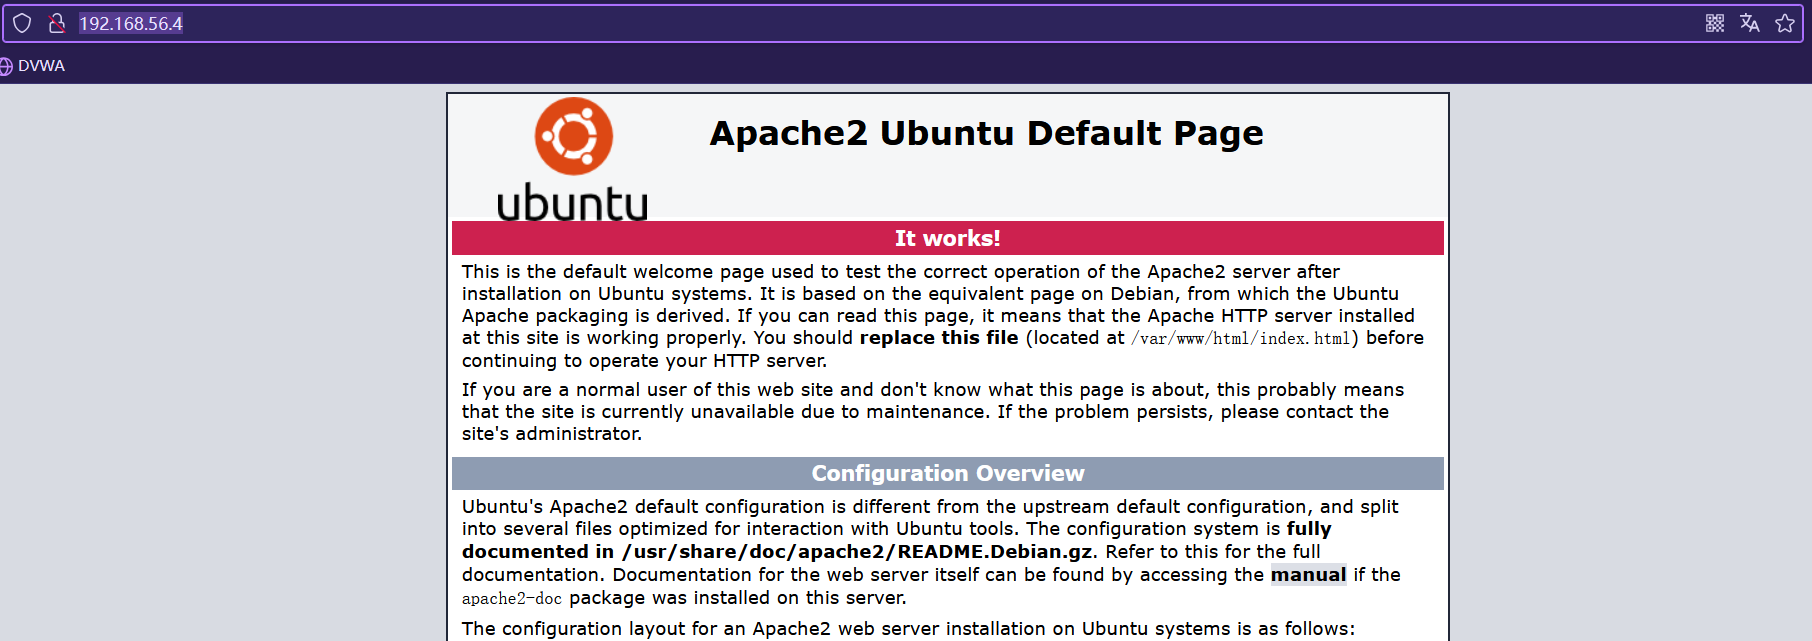 192.168.56.4
DVWA
Apache2 Ubuntu Default Page
ubuntu
It works!
This is the default welcome page used to test the correct operation of the Apache2 server after
installation on Ubuntu systems. It is based on the equivalent page on Debian, from which the Ubuntu
Apache packaging is derived. If you can read this page, it means that the Apache HTTP server installed
at this site is working properly. You should replace this file (located at /var/www/html/index.html) before
continuing to operate your HTTP server.
If you are a normal user of this web site and don't know what this page is about, this probably means
that the site is currently unavailable due to maintenance. If the problem persists, please contact the
site's administrator.
Configuration Overview
Ubuntu's Apache2 default configuration is different from the upstream default configuration, and split
into several files optimized for interaction with Ubuntu tools. The configuration system is fully
documented in /usr/share/doc/apache2/README.Debian.gz. Refer to this for the full
documentation. Documentation for the web server itself can be found by accessing the manual if the
apache2-doc package was installed on this server.
The configuration layout for an Apache2 web server installation on Ubuntu systems is as follows: